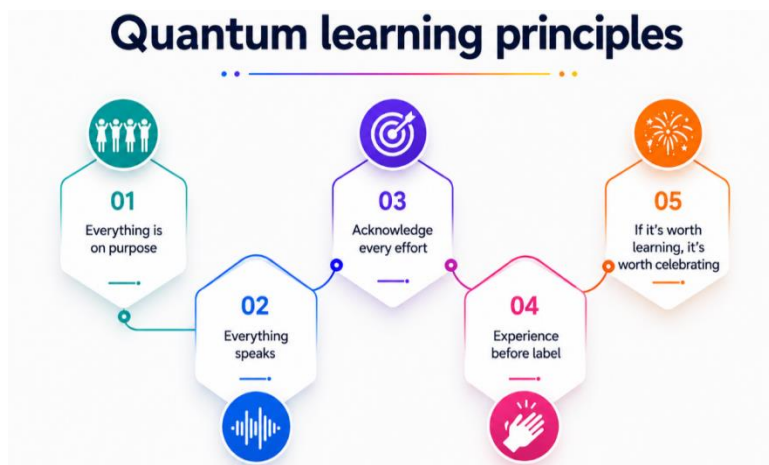 Quantum learning principles
01
Everything is
on purpose
02
Everything
speaks
03
Acknowledge
every effort
04
Experience
before label
05
If it's worth
learning, it's
worth celebrating